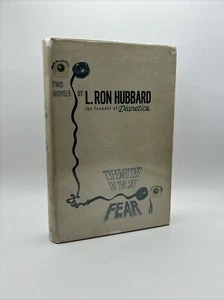 TWO
NOVELS
BY
L. RON HUBBARD
the founder of Dianetics
TYPEWRITER
IN THE SKY
FEAR